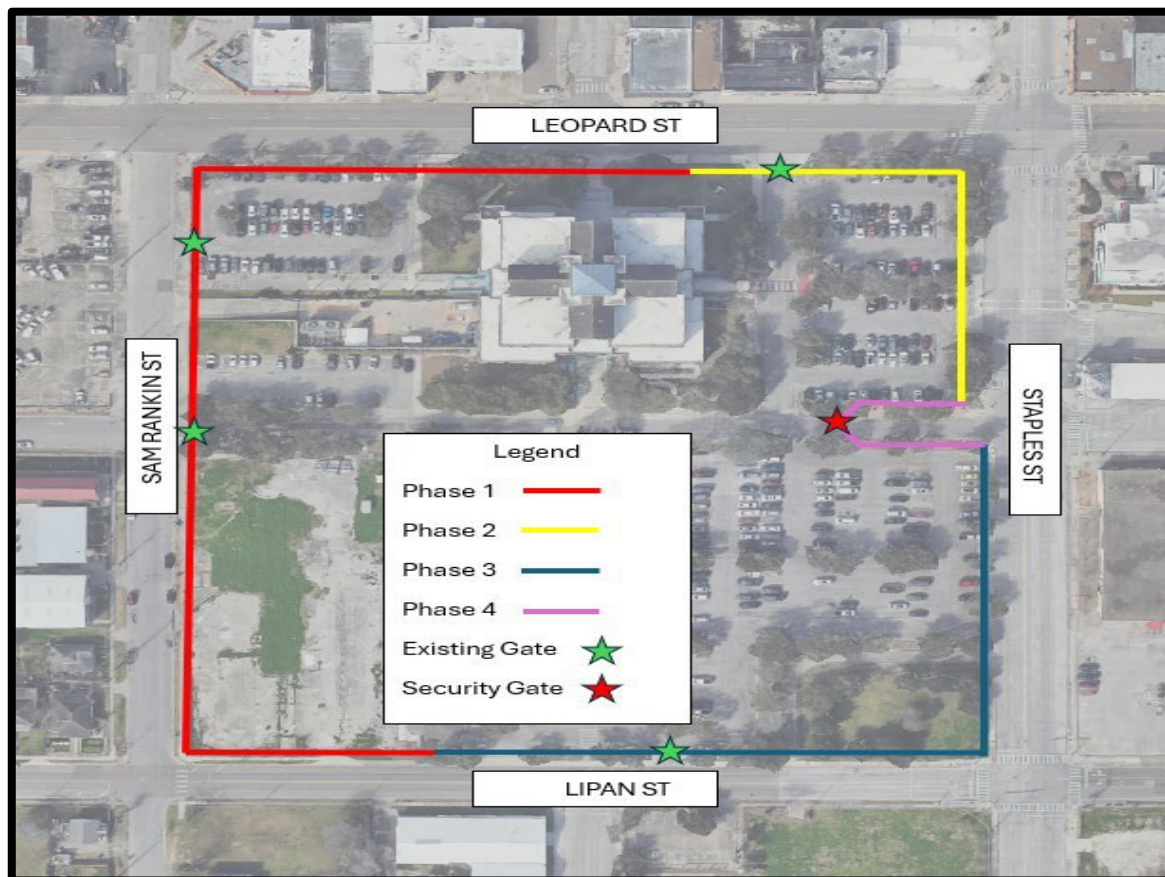 LEOPARD ST
SAM RANKIN ST
STAPLES ST
Legend
Phase 1
Phase 2
Phase 3
Phase 4
Existing Gate
Security Gate
LIPAN ST